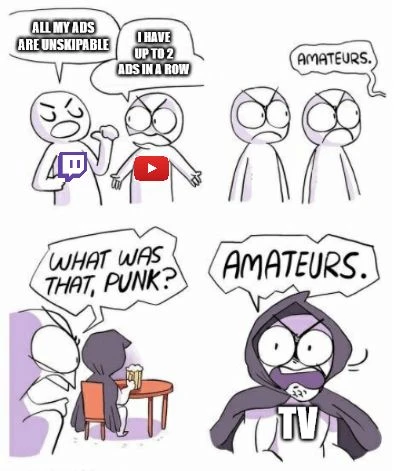 ALL MY ADS
ARE UNSKIPABLE
I HAVE
UP TO 2
ADS IN A ROW
AMATEURS.
WHAT WAS
THAT, PUNK?
AMATEURS.
TV